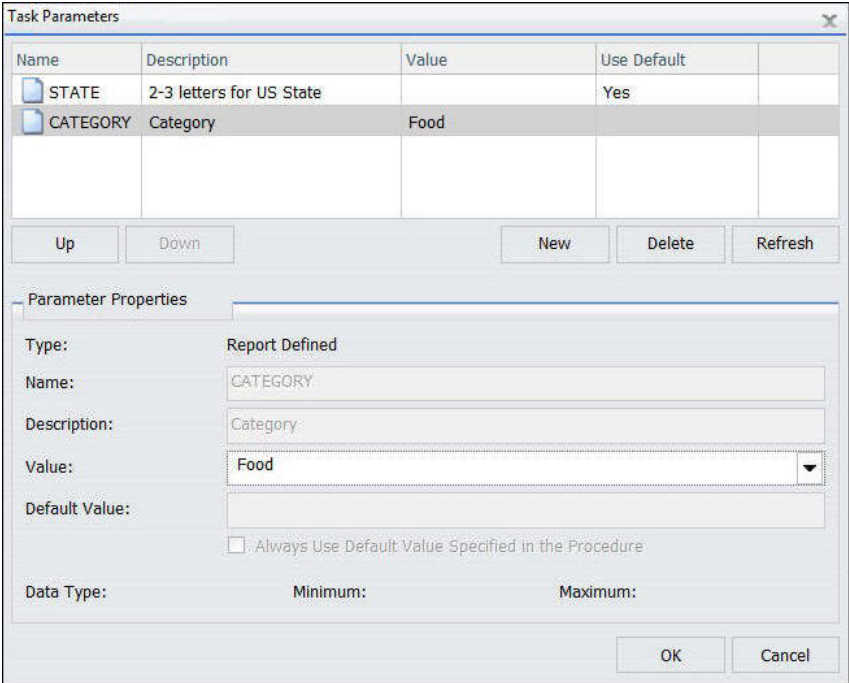 Task Parameters
Name Description Value Use Default
STATE 2-3 letters for US State Yes
CATEGORY Category Food
Up Down New Delete Refresh
Parameter Properties
Type: Report Defined
Name: CATEGORY
Description: Category
Value: Food
Default Value:
Always Use Default Value Specified in the Procedure
Data Type: Minimum: Maximum:
OK Cancel